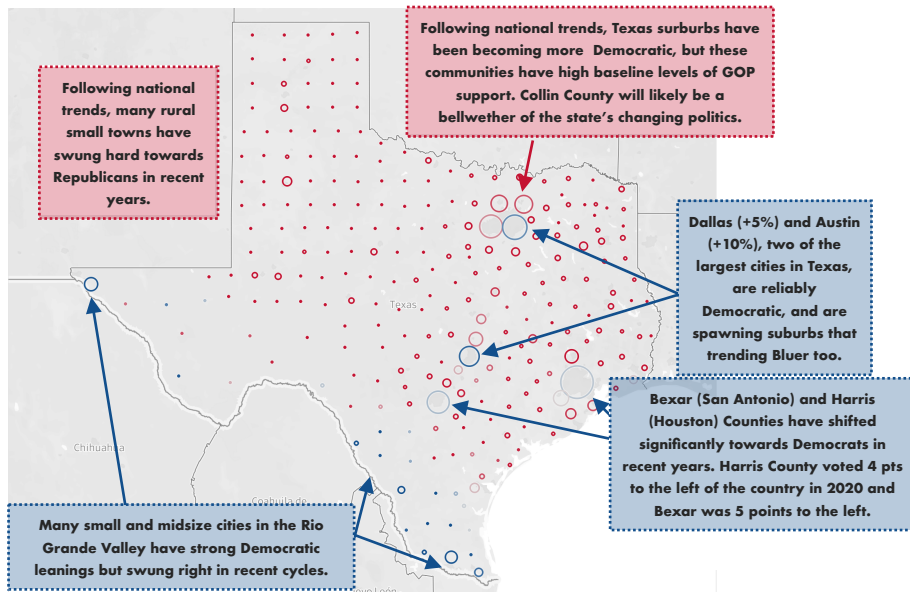 Following national trends, Texas surburbs have
been becoming more Democratic, but these
communities have high baseline levels of GOP
support. Collin County will likely be a
bellwether of the state's changing politics.
Following national
trends, many rural
small towns have
swung hard towards
Republicans in recent
years.
Dallas (+5%) and Austin
(+10%), two of the
largest cities in Texas,
are reliably
Democratic, and are
spawning suburbs that
trending Bluer too.
Texas
Bexar (San Antonio) and Harris
(Houston) Counties have shifted
significantly towards Democrats in
recent years. Harris County voted 4 pts
to the left of the country in 2020 and
Bexar was 5 points to the left.
Chihuahua
Coahuila de
Many small and midsize cities in the Rio
Grande Valley have strong Democratic
leanings but swung right in recent cycles.
León